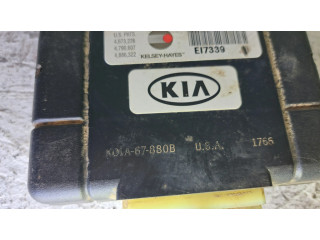 U.S. PATS.
KELSEY-HAYES
EI7339
KIA
K01A-67-880B U.S.A. 1765